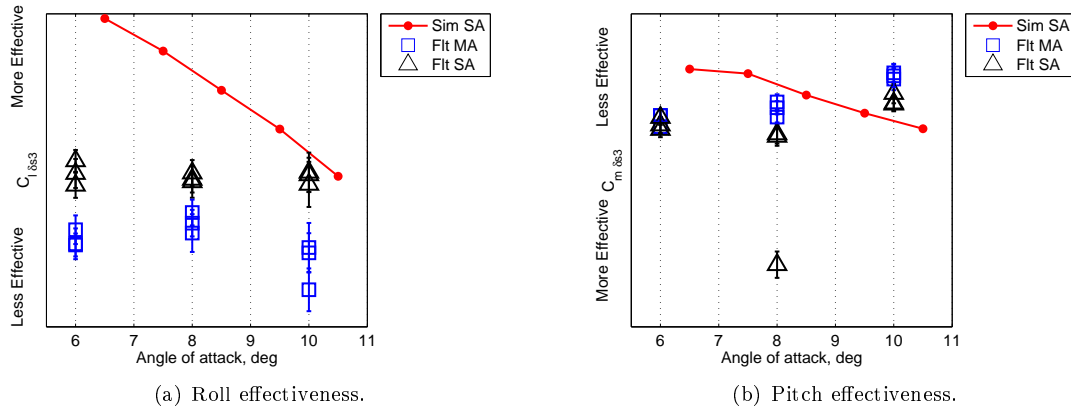 More Effective
C l δs3
Less Effective
6 7 8 9 10 11
Angle of attack, deg
Sim SA
Flt MA
Flt SA
(a) Roll effectiveness.
Less Effective
C m δs3
More Effective
6 7 8 9 10 11
Angle of attack, deg
Sim SA
Flt MA
Flt SA
(b) Pitch effectiveness.